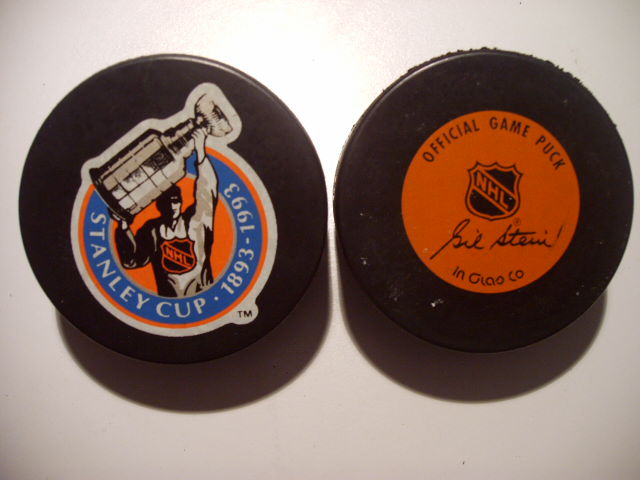 NHL
STANLEY CUP · 1893-1993
TM
OFFICIAL GAME PUCK
NHL
®
Gil Stein
in Glas Co